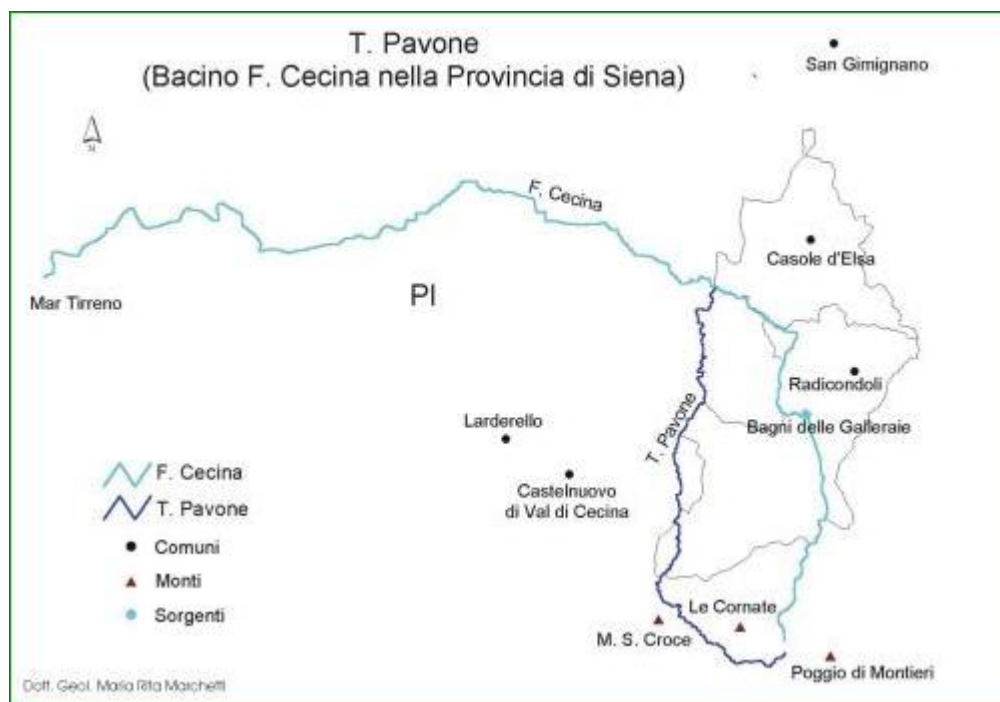 T. Pavone
(Bacino F. Cecina nella Provincia di Siena)
San Gimignano
N
F. Cecina
Casole d'Elsa
Mar Tirreno
PI
Radicondoli
T. Pavone
Bagni delle Galleraie
Larderello
Castelnuovo
di Val di Cecina
F. Cecina
T. Pavone
Comuni
Monti
Sorgenti
Le Cornate
M. S. Croce
Poggio di Montieri
Dott. Geol. Maria Rita Marchetti